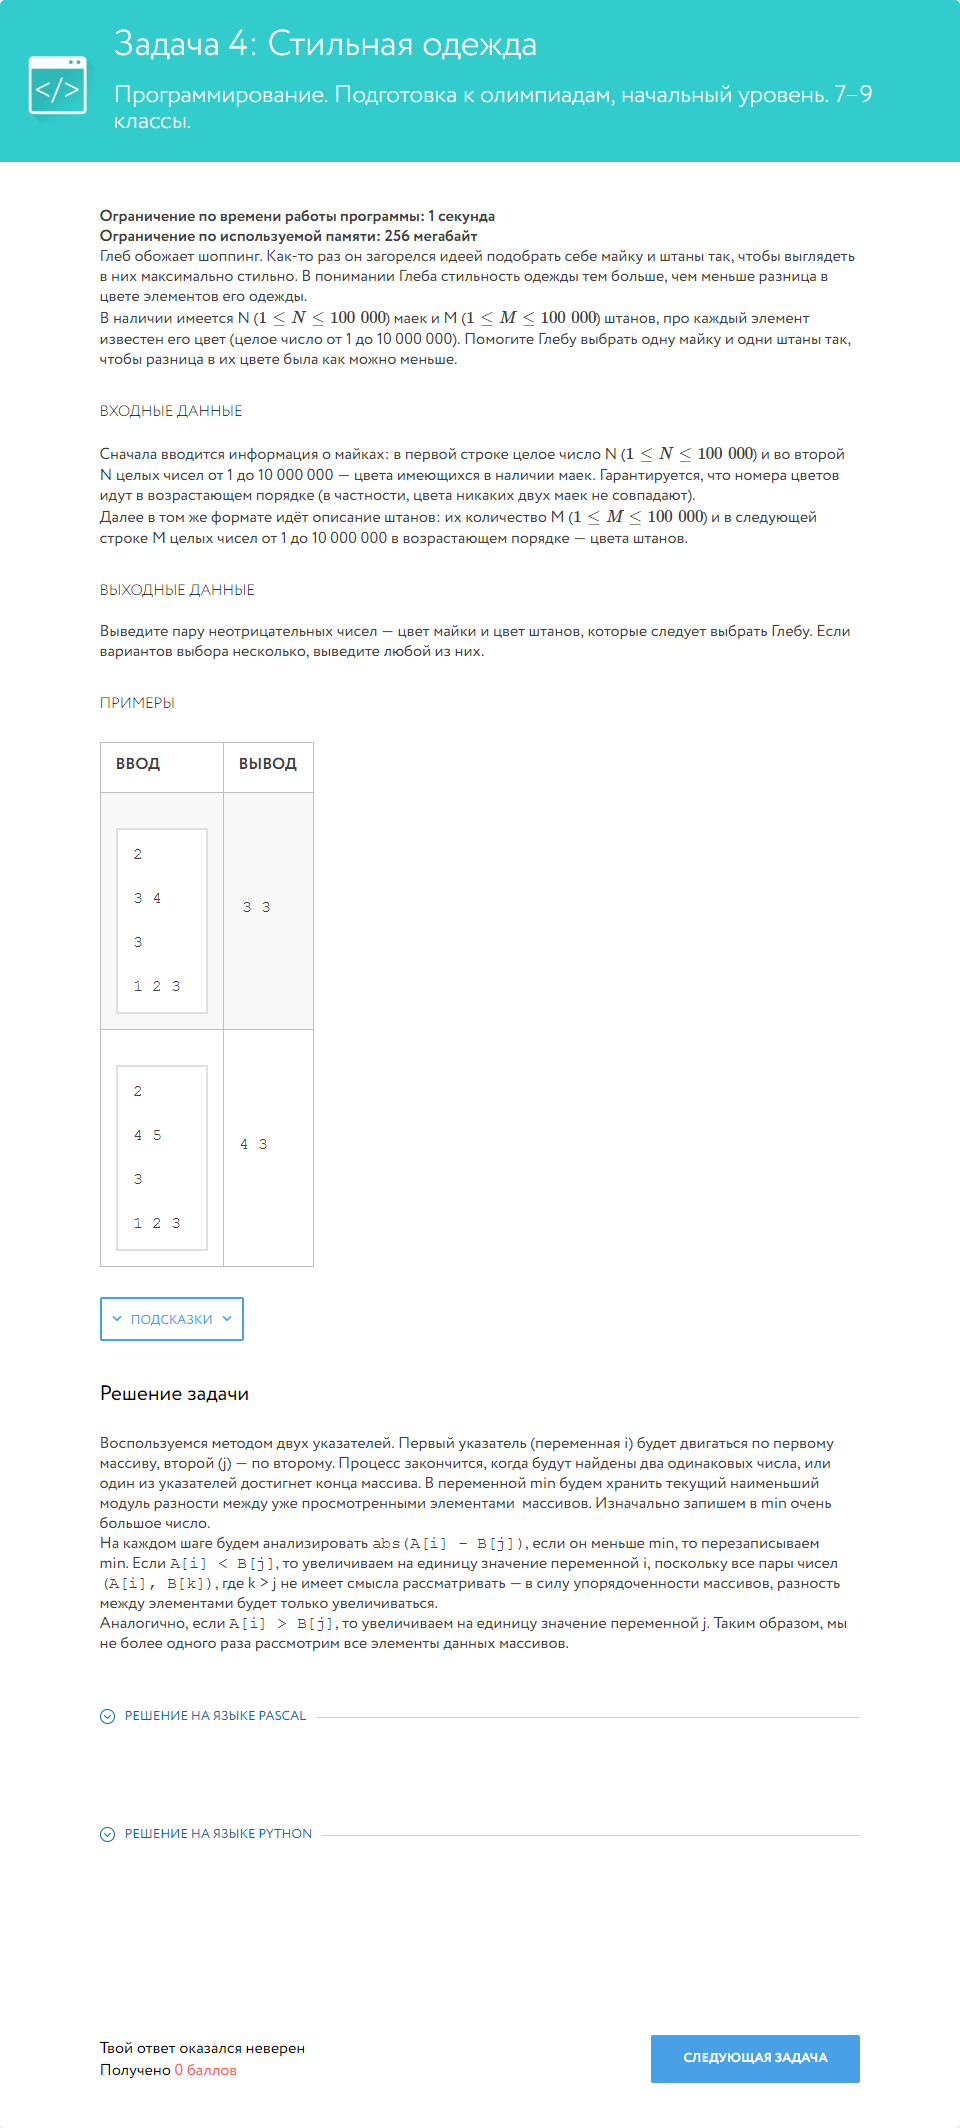 Задача 4: Стильная одежда
</>
Программирование. Подготовка к олимпиадам, начальный уровень. 7–9
классы.
Ограничение по времени работы программы: 1 секунда
Ограничение по используемой памяти: 256 мегабайт
Глеб обожает шоппинг. Как-то раз он загорелся идеей подобрать себе майку и штаны так, чтобы выглядеть
в них максимально стильно. В понимании Глеба стильность одежды тем больше, чем меньше разница в
цвете элементов его одежды.
В наличии имеется N (1 ≤ N ≤ 100 000) маек и M (1 ≤ M ≤ 100 000) штанов, про каждый элемент
известен его цвет (целое число от 1 до 10 000 000). Помогите Глебу выбрать одну майку и одни штаны так,
чтобы разница в их цвете была как можно меньше.
ВХОДНЫЕ ДАННЫЕ
Сначала вводится информация о майках: в первой строке целое число N (1 ≤ N ≤ 100 000) и во второй
N целых чисел от 1 до 10 000 000 — цвета имеющихся в наличии маек. Гарантируется, что номера цветов
идут в возрастающем порядке (в частности, цвета никаких двух маек не совпадают).
Далее в том же формате идёт описание штанов: их количество M (1 ≤ M ≤ 100 000) и в следующей
строке M целых чисел от 1 до 10 000 000 в возрастающем порядке — цвета штанов.
ВЫХОДНЫЕ ДАННЫЕ
Выведите пару неотрицательных чисел — цвет майки и цвет штанов, которые следует выбрать Глебу. Если
вариантов выбора несколько, выведите любой из них.
ПРИМЕРЫ
ВВОД ВЫВОД
2
3 4
3
1 2 3
3 3
2
4 5
3
1 2 3
4 3
ПОДСКАЗКИ
Решение задачи
Воспользуемся методом двух указателей. Первый указатель (переменная i) будет двигаться по первому
массиву, второй (j) — по второму. Процесс закончится, когда будут найдены два одинаковых числа, или
один из указателей достигнет конца массива. В переменной min будем хранить текущий наименьший
модуль разности между уже просмотренными элементами массивов. Изначально запишем в min очень
большое число.
На каждом шаге будем анализировать abs(A[i] - B[j]), если он меньше min, то перезаписываем
min. Если A[i] < B[j], то увеличиваем на единицу значение переменной i, поскольку все пары чисел
(A[i], B[k]), где k > j не имеет смысла рассматривать — в силу упорядоченности массивов, разность
между элементами будет только увеличиваться.
Аналогично, если A[i] > B[j], то увеличиваем на единицу значение переменной j. Таким образом, мы
не более одного раза рассмотрим все элементы данных массивов.
РЕШЕНИЕ НА ЯЗЫКЕ PASCAL
РЕШЕНИЕ НА ЯЗЫКЕ PYTHON
Твой ответ оказался неверен
Получено 0 баллов
СЛЕДУЮЩАЯ ЗАДАЧА